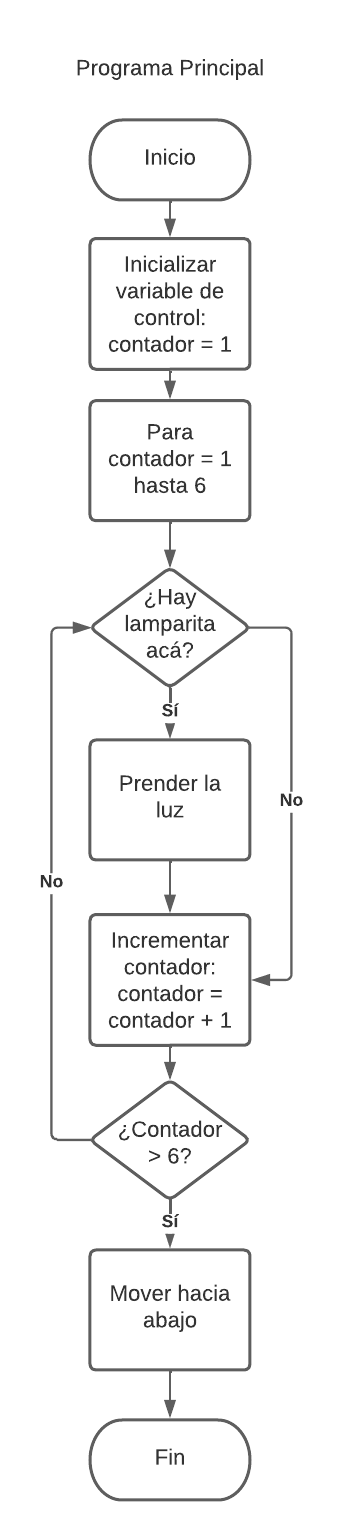 Programa Principal
Inicio
Inicializar
variable de
control:
contador = 1
Para
contador = 1
hasta 6
¿Hay
lamparita
acá?
Sí
Prender la
luz
No
No
Incrementar
contador:
contador =
contador + 1
¿Contador
> 6?
Sí
Mover hacia
abajo
Fin